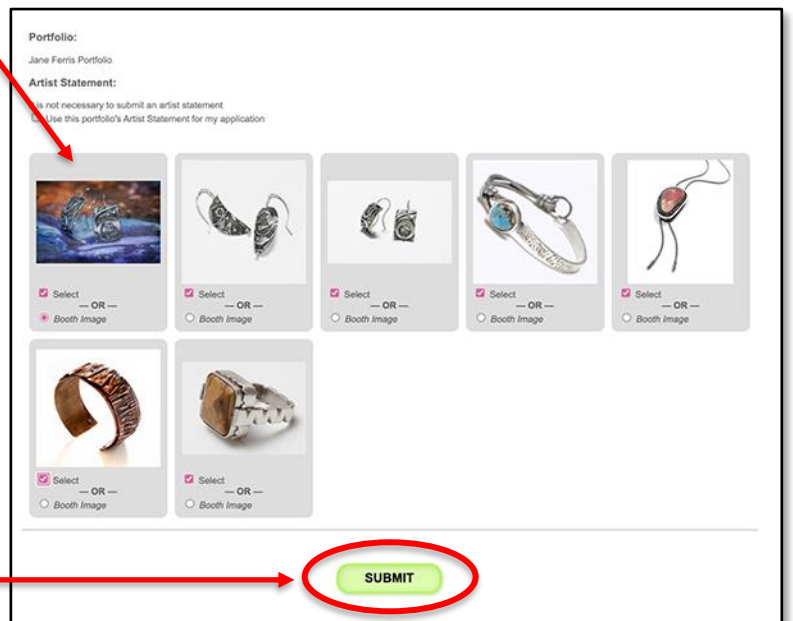 Portfolio:
Jane Ferris Portfolio
Artist Statement:
is not necessary to submit an artist statement
Use this portfolio's Artist Statement for my application
Select Select Select Select Select
— OR — — OR — — OR — — OR — — OR —
Booth Image Booth Image Booth Image Booth Image Booth Image
Select Select
— OR — — OR —
Booth Image Booth Image
SUBMIT